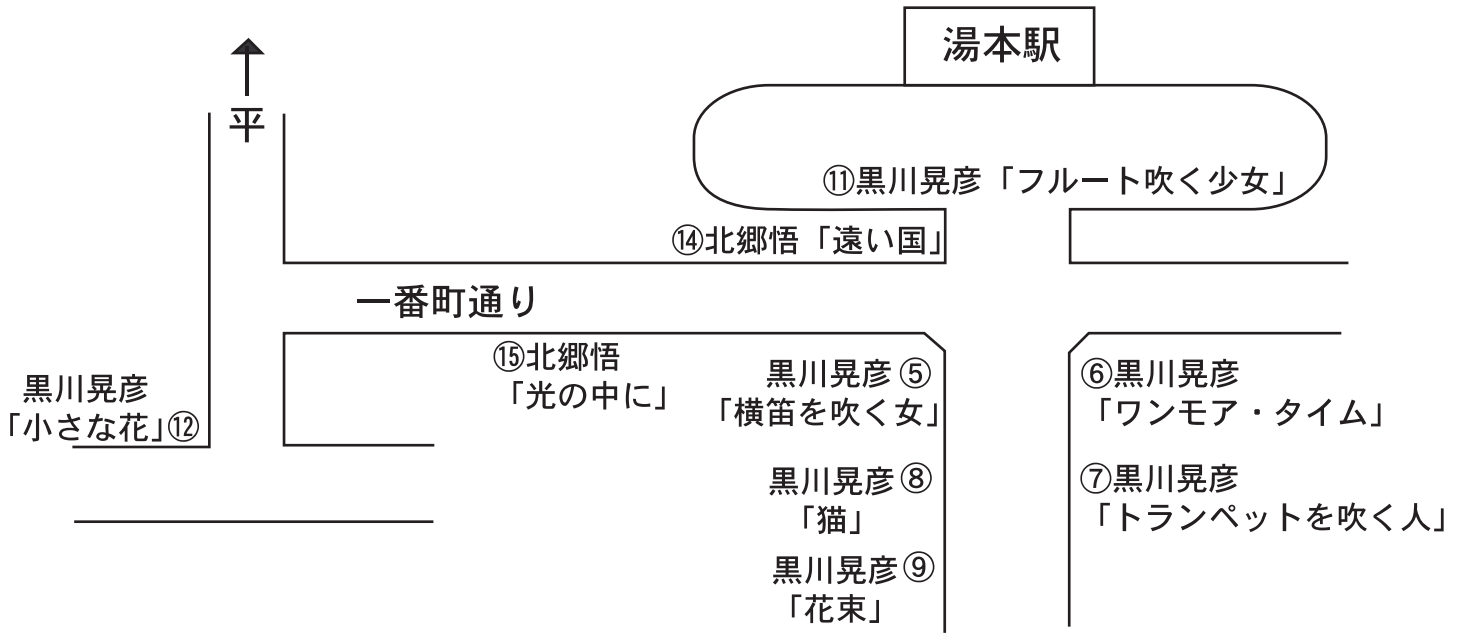 湯本駅
平
⑪黒川晃彦「フルート吹く少女」
⑭北郷悟「遠い国」
一番町通り
⑮北郷悟
「光の中に」
黒川晃彦
「小さな花」⑫
黒川晃彦⑤
「横笛を吹く女」
⑥黒川晃彦
「ワンモア・タイム」
黒川晃彦⑧
「猫」
⑦黒川晃彦
「トランペットを吹く人」
黒川晃彦⑨
「花束」